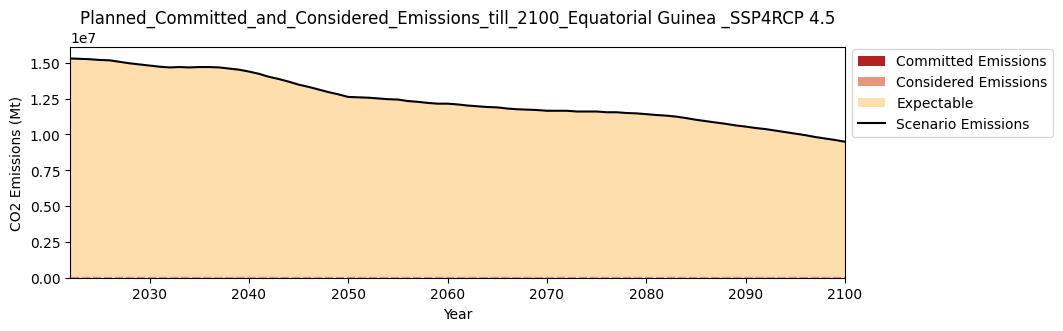 Planned_Committed_and_Considered_Emissions_till_2100_Equatorial Guinea _SSP4RCP 4.5
1e7
1.50
1.25
1.00
0.75
0.50
0.25
0.00
CO2 Emissions (Mt)
2030 2040 2050 2060 2070 2080 2090 2100
Year
Committed Emissions
Considered Emissions
Expectable
Scenario Emissions